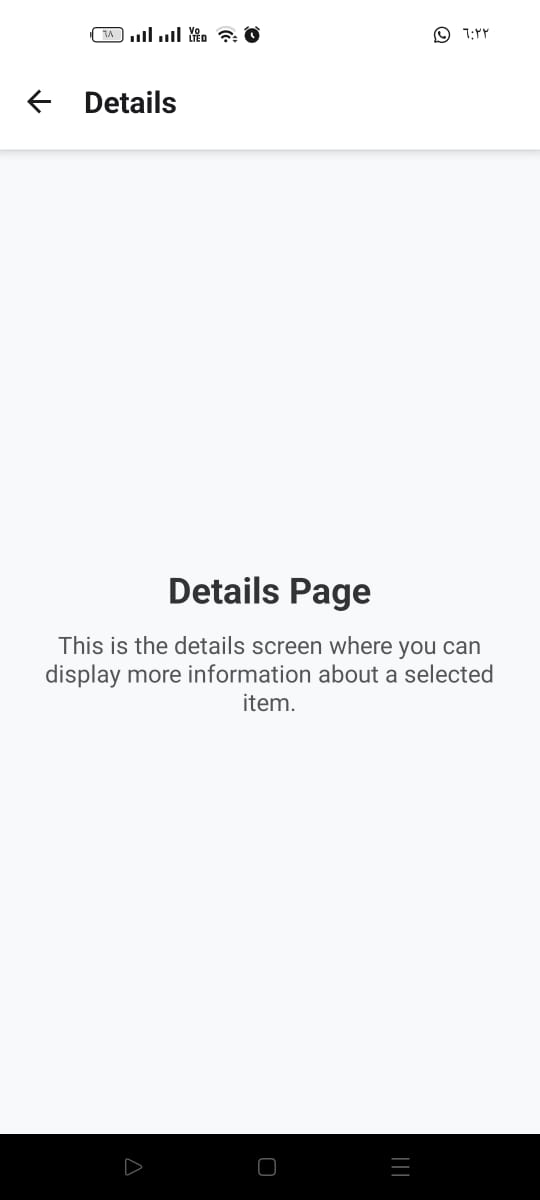 ٦٨
Vo
LTE
٦:٢٢
Details
Details Page
This is the details screen where you can
display more information about a selected
item.